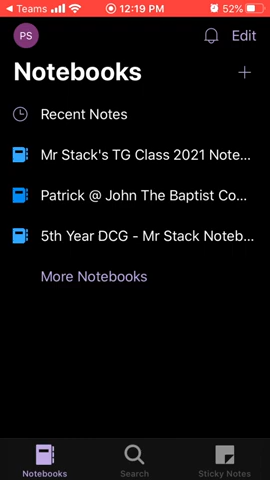 Teams 12:19 PM 52%
PS Edit
Notebooks
Recent Notes
Mr Stack's TG Class 2021 Note...
Patrick @ John The Baptist Co...
5th Year DCG - Mr Stack Noteb...
More Notebooks
Notebooks Search Sticky Notes